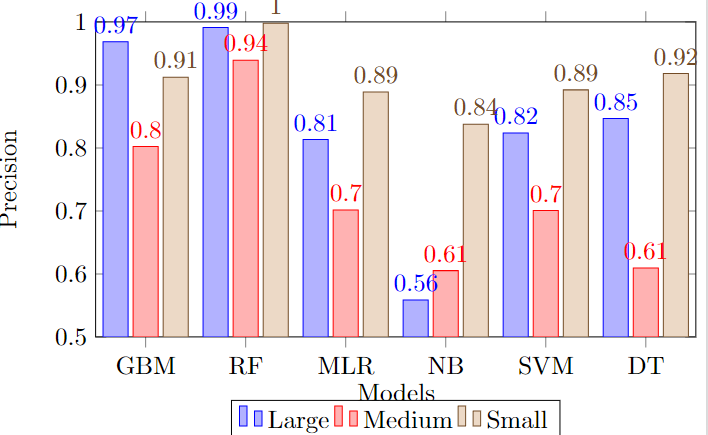 0.97 0.8 0.91
0.99 0.94 1
0.81 0.7 0.89
0.56 0.61 0.84
0.82 0.7 0.89
0.85 0.61 0.92
1
0.9
0.8
0.7
0.6
0.5
Precision
GBM RF MLR NB SVM DT
Models
Large Medium Small